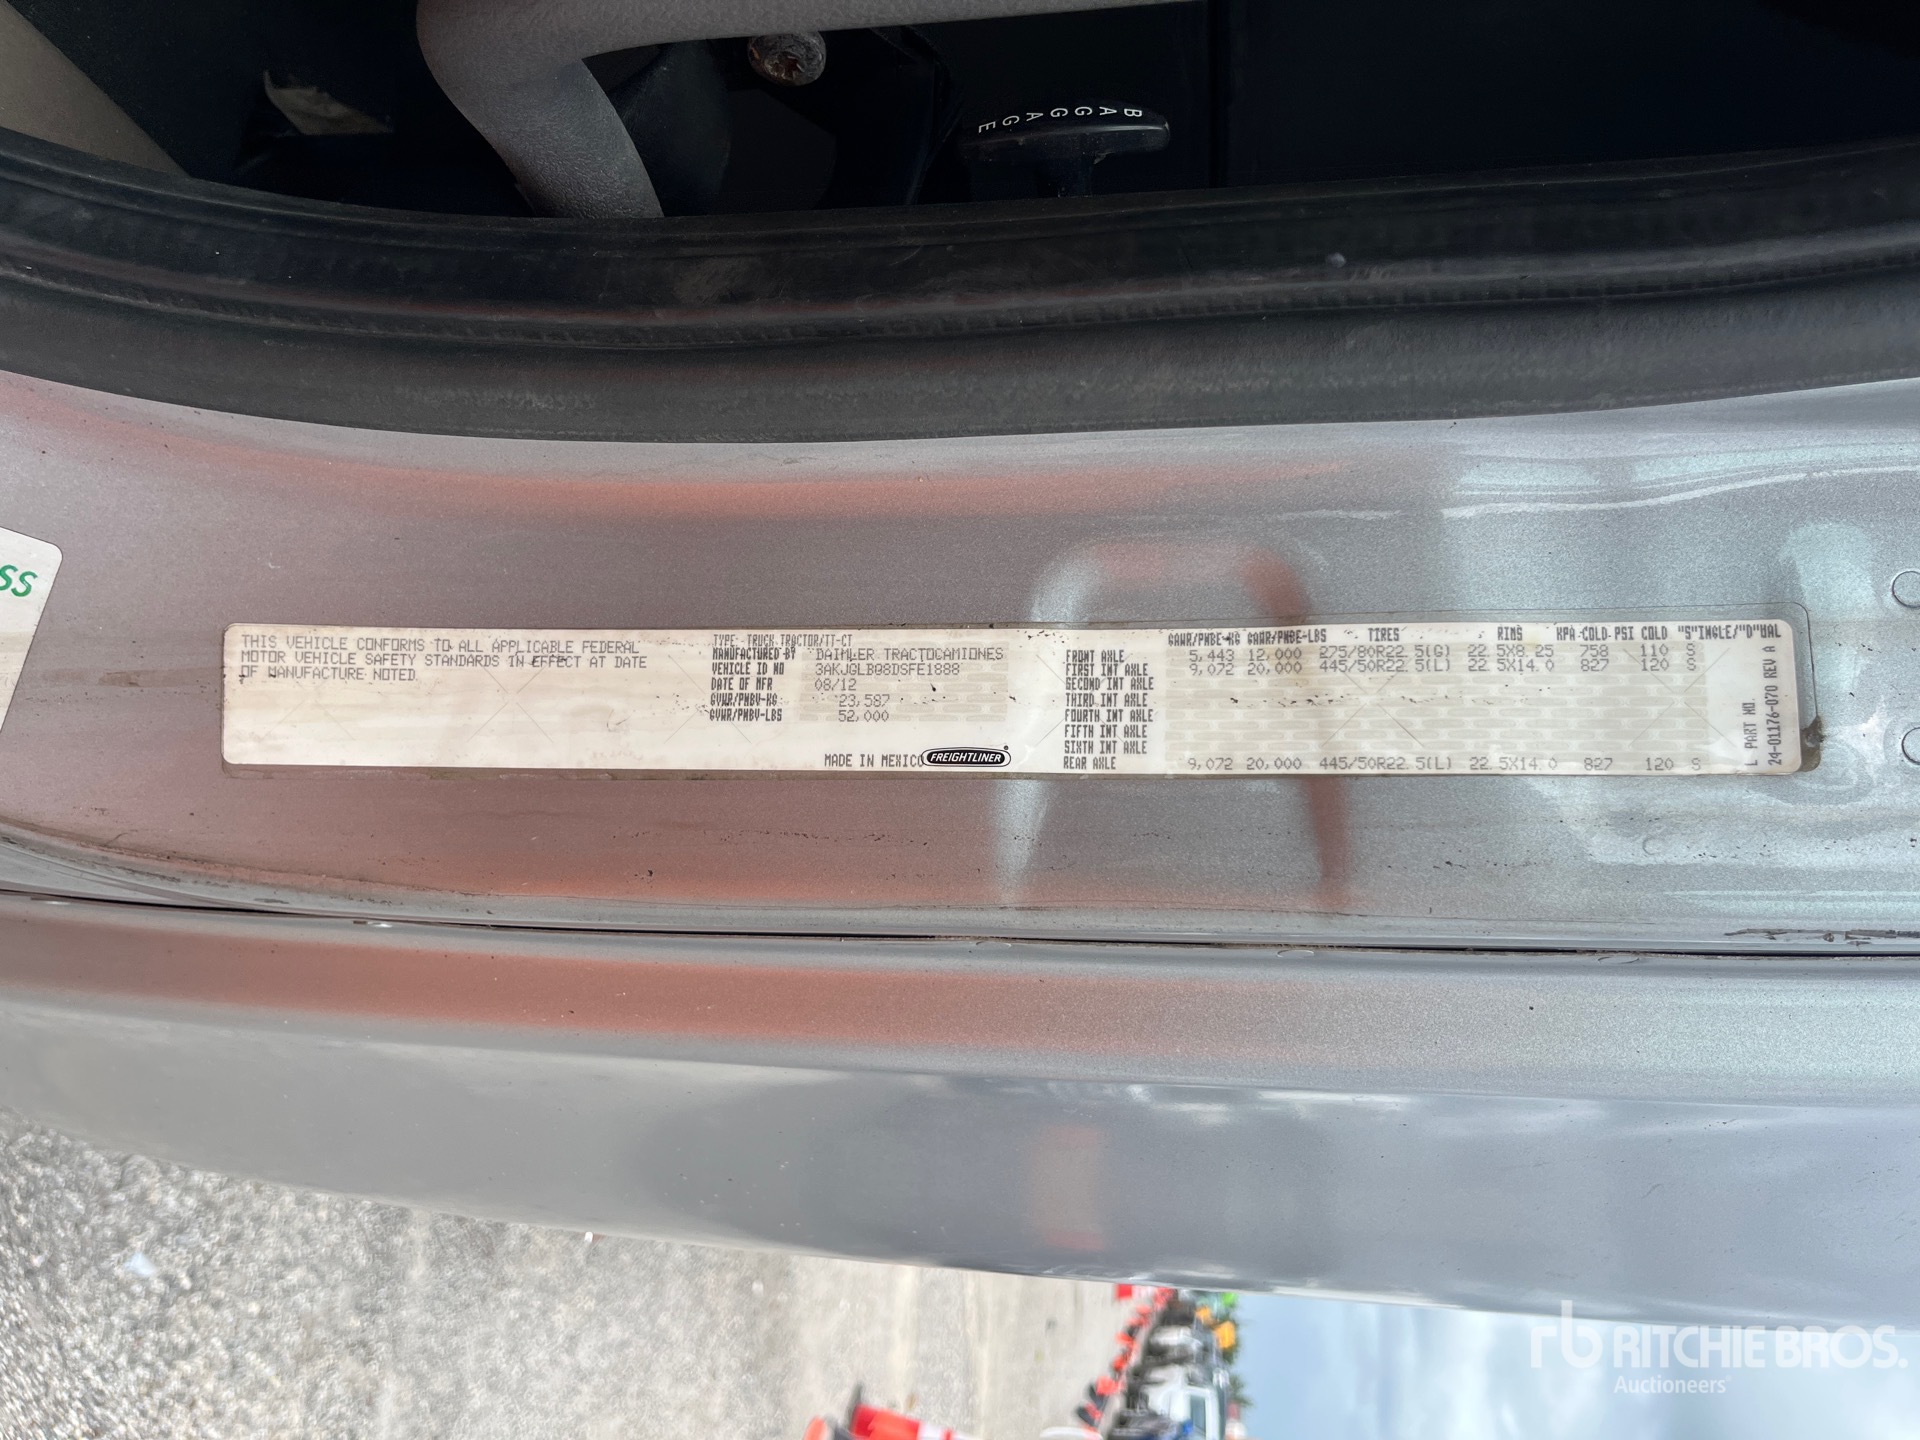 BAGGAGE
SS
THIS VEHICLE CONFORMS TO ALL APPLICABLE FEDERAL
MOTOR VEHICLE SAFETY STANDARDS IN EFFECT AT DATE
OF MANUFACTURE NOTED.
TYPE TRUCK TRACTOR/TT-CT
MANUFACTURED BY DAIMLER TRACTOCAMIONES
VEHICLE ID NO 3AKJGLB08DSFE1888
DATE OF MFR 08/12
GVWR/PNBV-KG 23,587
GVWR/PNBV-LBS 52,000
MADE IN MEXICO FREIGHTLINER
GAWR/PNBE-KG GAWR/PNBE-LBS TIRES RIMS KPA-COLD-PSI COLD "S"INGLE/"D"UAL
FRONT AXLE 5,443 12,000 275/80R22.5(G) 22.5X8.25 758 110 S
FIRST INT AXLE 9,072 20,000 445/50R22.5(L) 22.5X14.0 827 120 S
SECOND INT AXLE
THIRD INT AXLE
FOURTH INT AXLE
FIFTH INT AXLE
SIXTH INT AXLE
REAR AXLE 9,072 20,000 445/50R22.5(L) 22.5X14.0 827 120 S
L PART NO.
24-01176-070 REV A
rb RITCHIE BROS.
Auctioneers